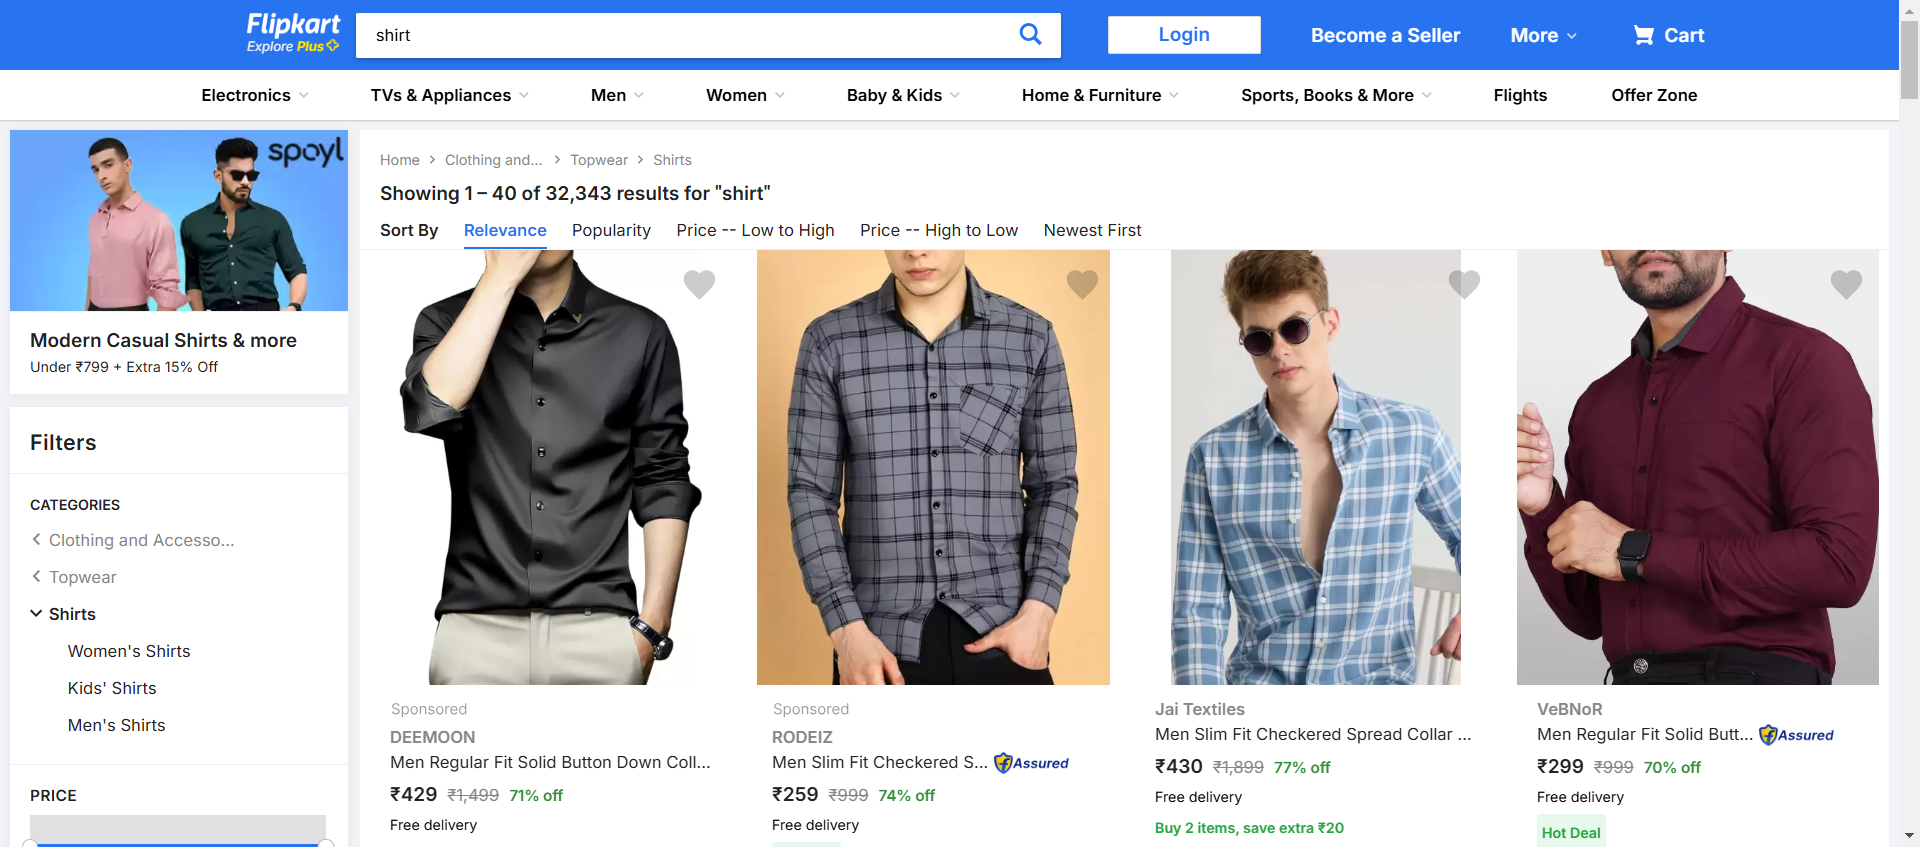 Flipkart
Explore Plus
shirt
Login
Become a Seller
More
Cart
Electronics
TVs & Appliances
Men
Women
Baby & Kids
Home & Furniture
Sports, Books & More
Flights
Offer Zone
spoyl
Modern Casual Shirts & more
Under ₹799 + Extra 15% Off
Filters
CATEGORIES
Clothing and Accesso...
Topwear
Shirts
Women's Shirts
Kids' Shirts
Men's Shirts
PRICE
Home
Clothing and...
Topwear
Shirts
Showing 1 – 40 of 32,343 results for "shirt"
Sort By
Relevance
Popularity
Price -- Low to High
Price -- High to Low
Newest First
Sponsored
DEEMOON
Men Regular Fit Solid Button Down Coll...
₹429 ₹1,499 71% off
Free delivery
Sponsored
RODEIZ
Men Slim Fit Checkered S... Assured
₹259 ₹999 74% off
Free delivery
Jai Textiles
Men Slim Fit Checkered Spread Collar ...
₹430 ₹1,899 77% off
Free delivery
Buy 2 items, save extra ₹20
VeBNoR
Men Regular Fit Solid Butt... Assured
₹299 ₹999 70% off
Free delivery
Hot Deal